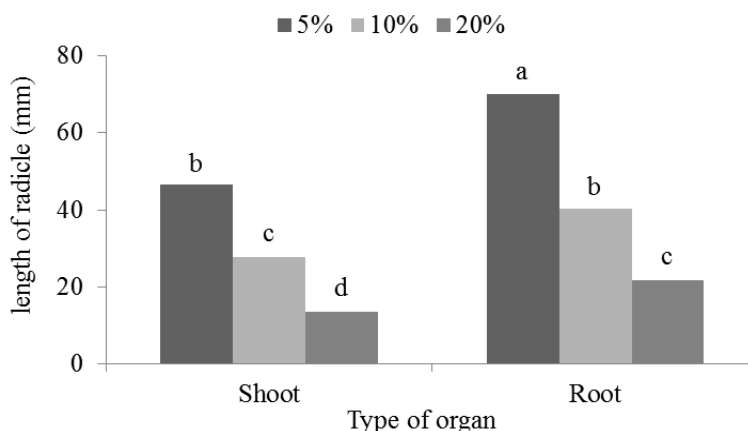 5% 10% 20%
80
60
40
20
0
length of radicle (mm)
b
c
d
a
b
c
Shoot Root
Type of organ